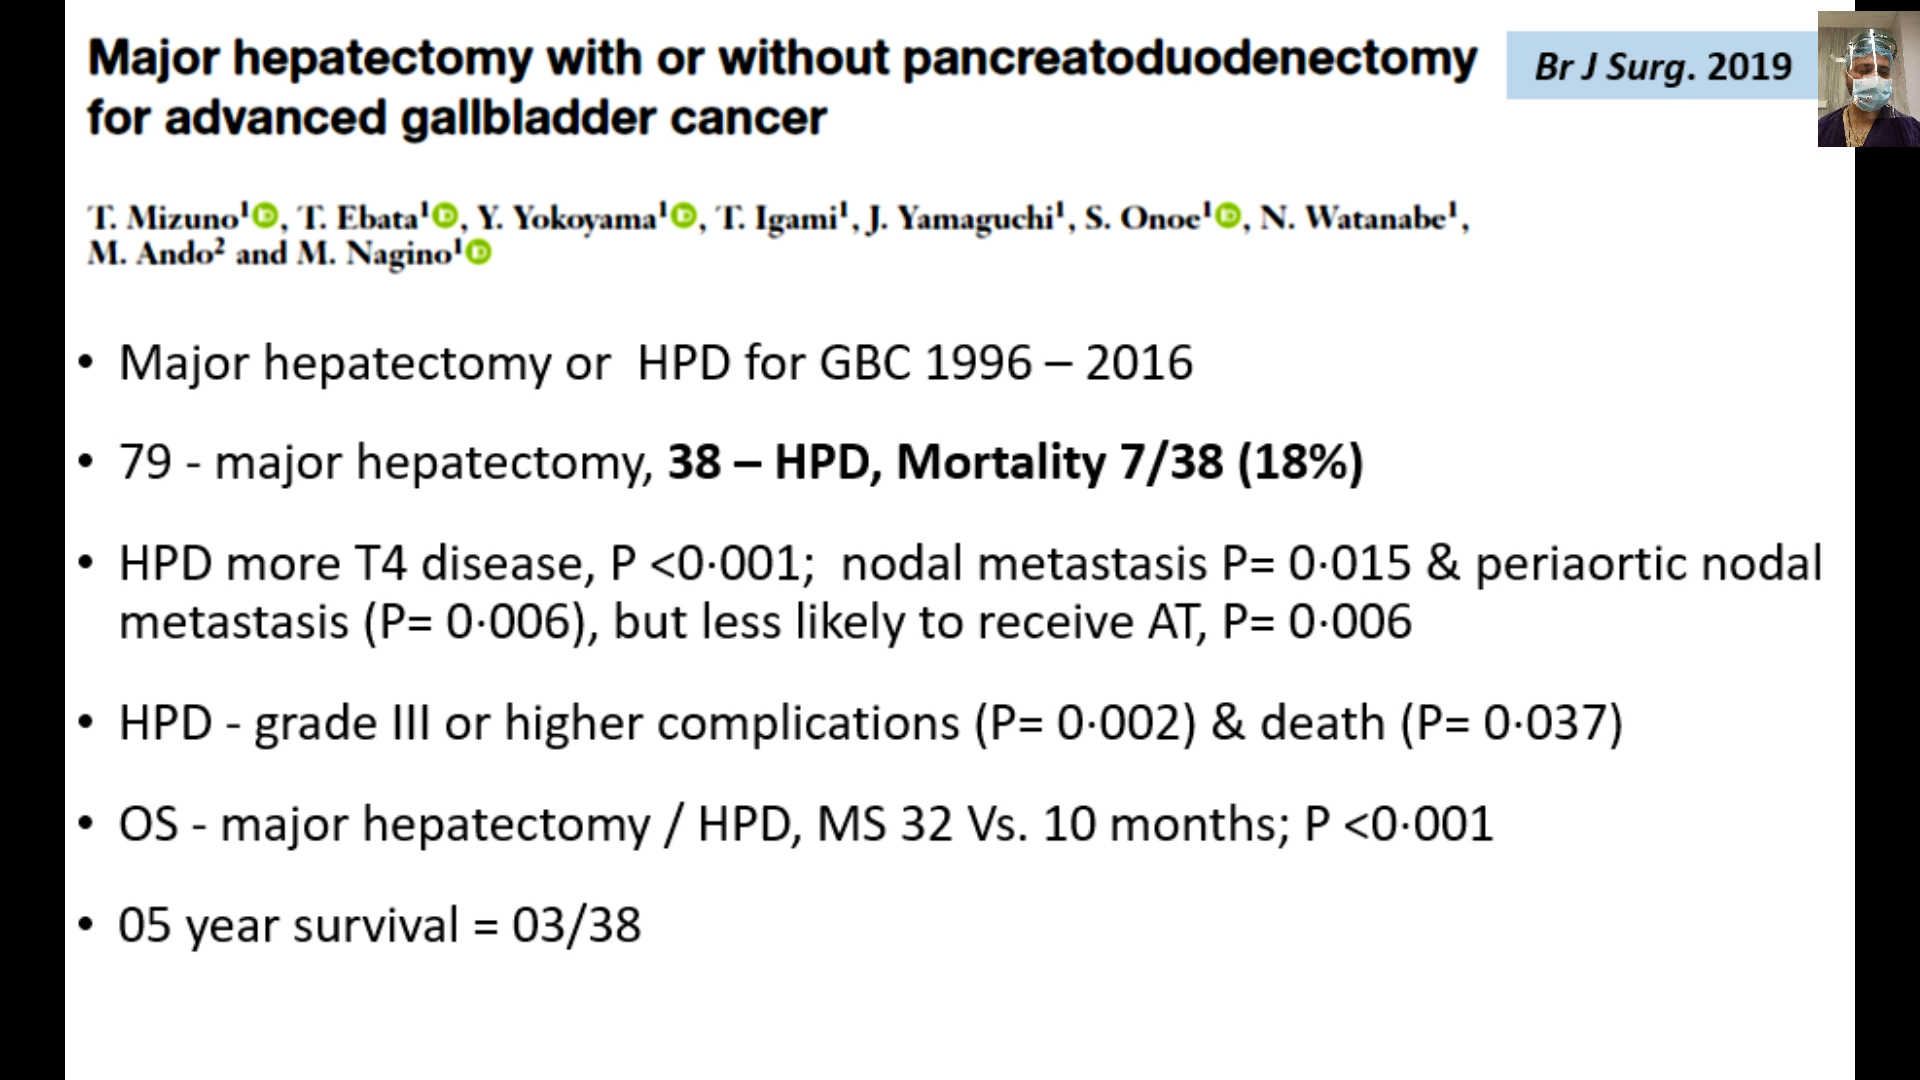 Major hepatectomy with or without pancreatoduodenectomy
for advanced gallbladder cancer
Br J Surg. 2019
T. Mizuno¹, T. Ebata¹, Y. Yokoyama¹, T. Igami¹, J. Yamaguchi¹, S. Onoe¹, N. Watanabe¹,
M. Ando² and M. Nagino¹
• Major hepatectomy or HPD for GBC 1996 – 2016
• 79 - major hepatectomy, 38 – HPD, Mortality 7/38 (18%)
• HPD more T4 disease, P <0·001; nodal metastasis P= 0·015 & periaortic nodal
metastasis (P= 0·006), but less likely to receive AT, P= 0·006
• HPD - grade III or higher complications (P= 0·002) & death (P= 0·037)
• OS - major hepatectomy / HPD, MS 32 Vs. 10 months; P <0·001
• 05 year survival = 03/38